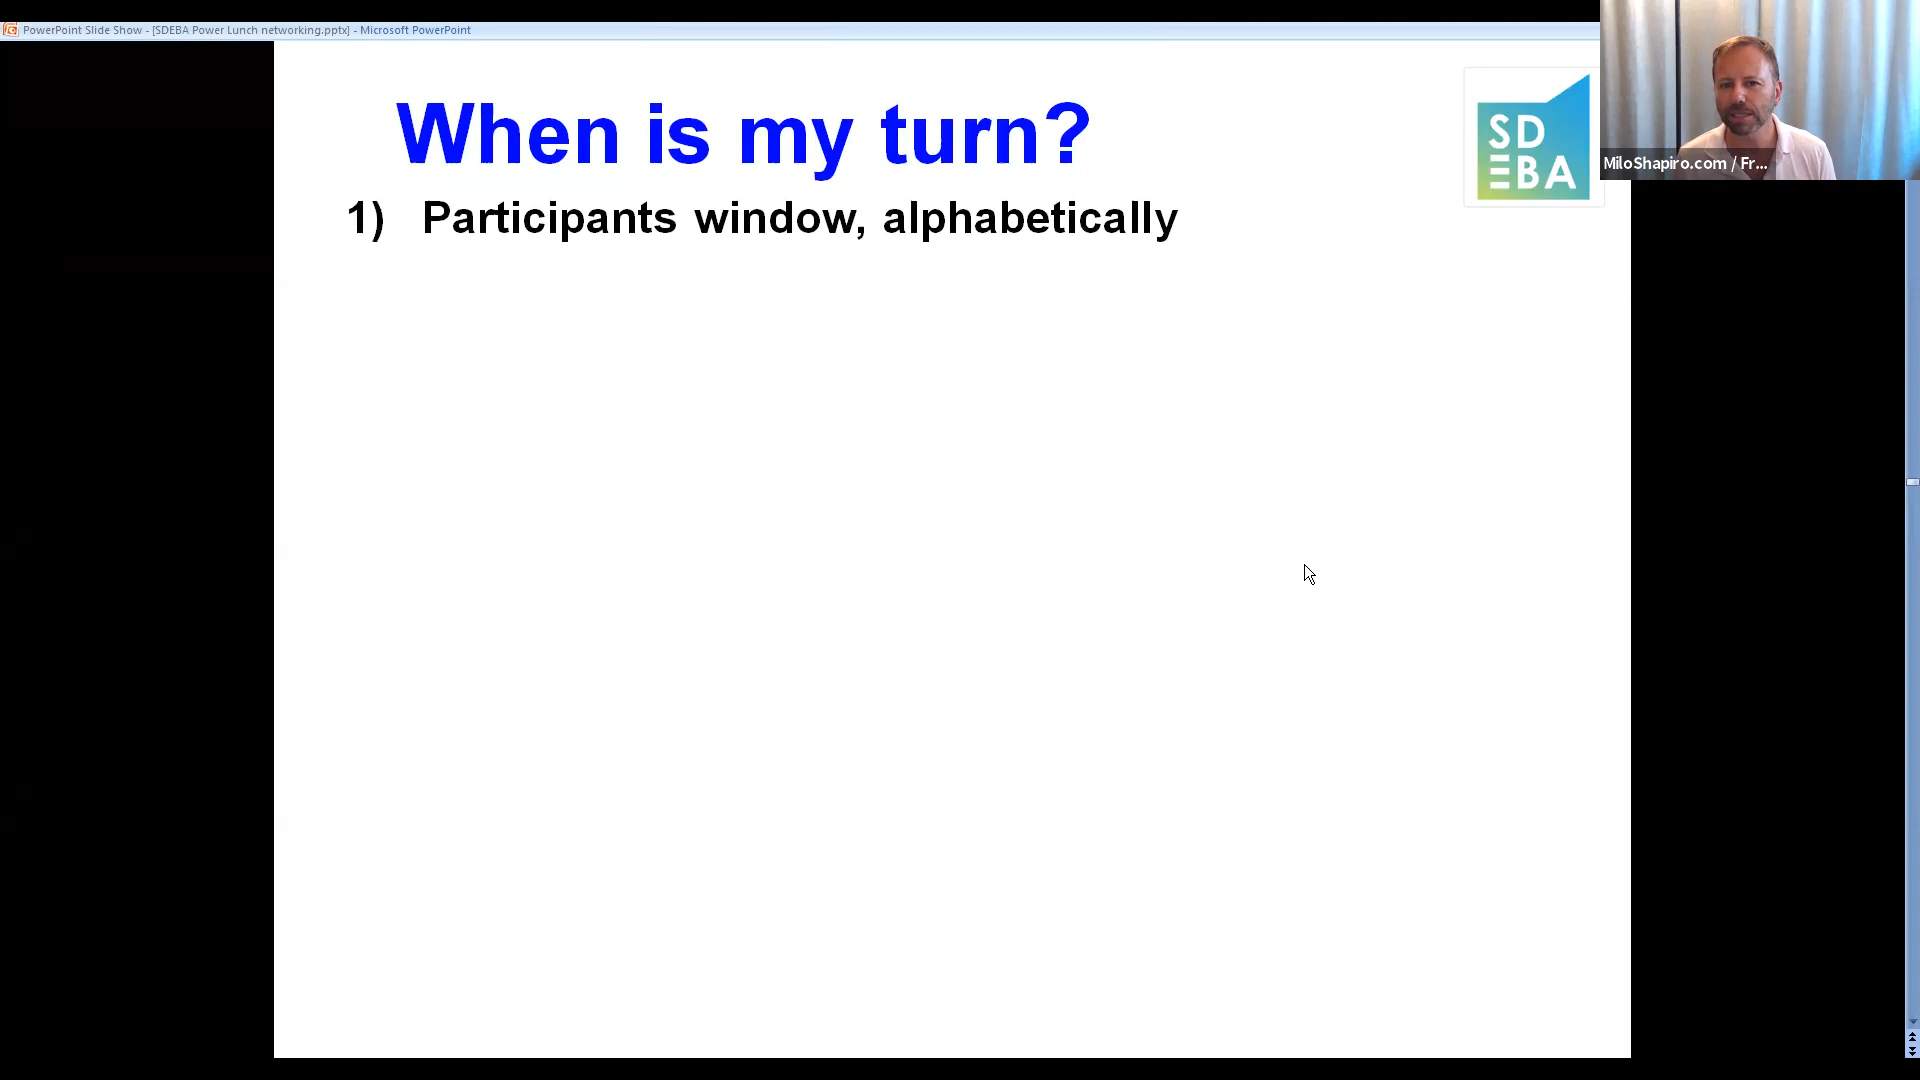 PowerPoint Slide Show - [SDEBA Power Lunch networking.pptx] - Microsoft PowerPoint
When is my turn?
SD
EBA
MiloShapiro.com / Fr...
1) Participants window, alphabetically